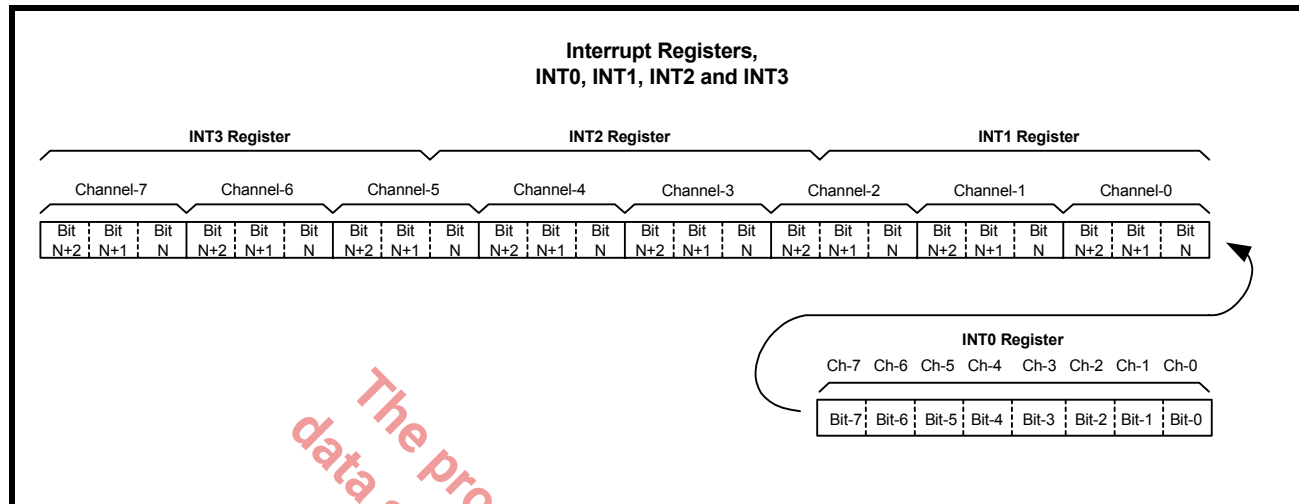 Interrupt Registers,
INT0, INT1, INT2 and INT3
INT3 Register INT2 Register INT1 Register
Channel-7 Channel-6 Channel-5 Channel-4 Channel-3 Channel-2 Channel-1 Channel-0
Bit Bit Bit Bit Bit Bit Bit Bit Bit Bit Bit Bit Bit Bit Bit Bit Bit Bit Bit Bit Bit Bit Bit Bit
N+2 N+1 N N+2 N+1 N N+2 N+1 N N+2 N+1 N N+2 N+1 N N+2 N+1 N N+2 N+1 N N+2 N+1 N
INT0 Register
Ch-7 Ch-6 Ch-5 Ch-4 Ch-3 Ch-2 Ch-1 Ch-0
Bit-7 Bit-6 Bit-5 Bit-4 Bit-3 Bit-2 Bit-1 Bit-0
The pro
data